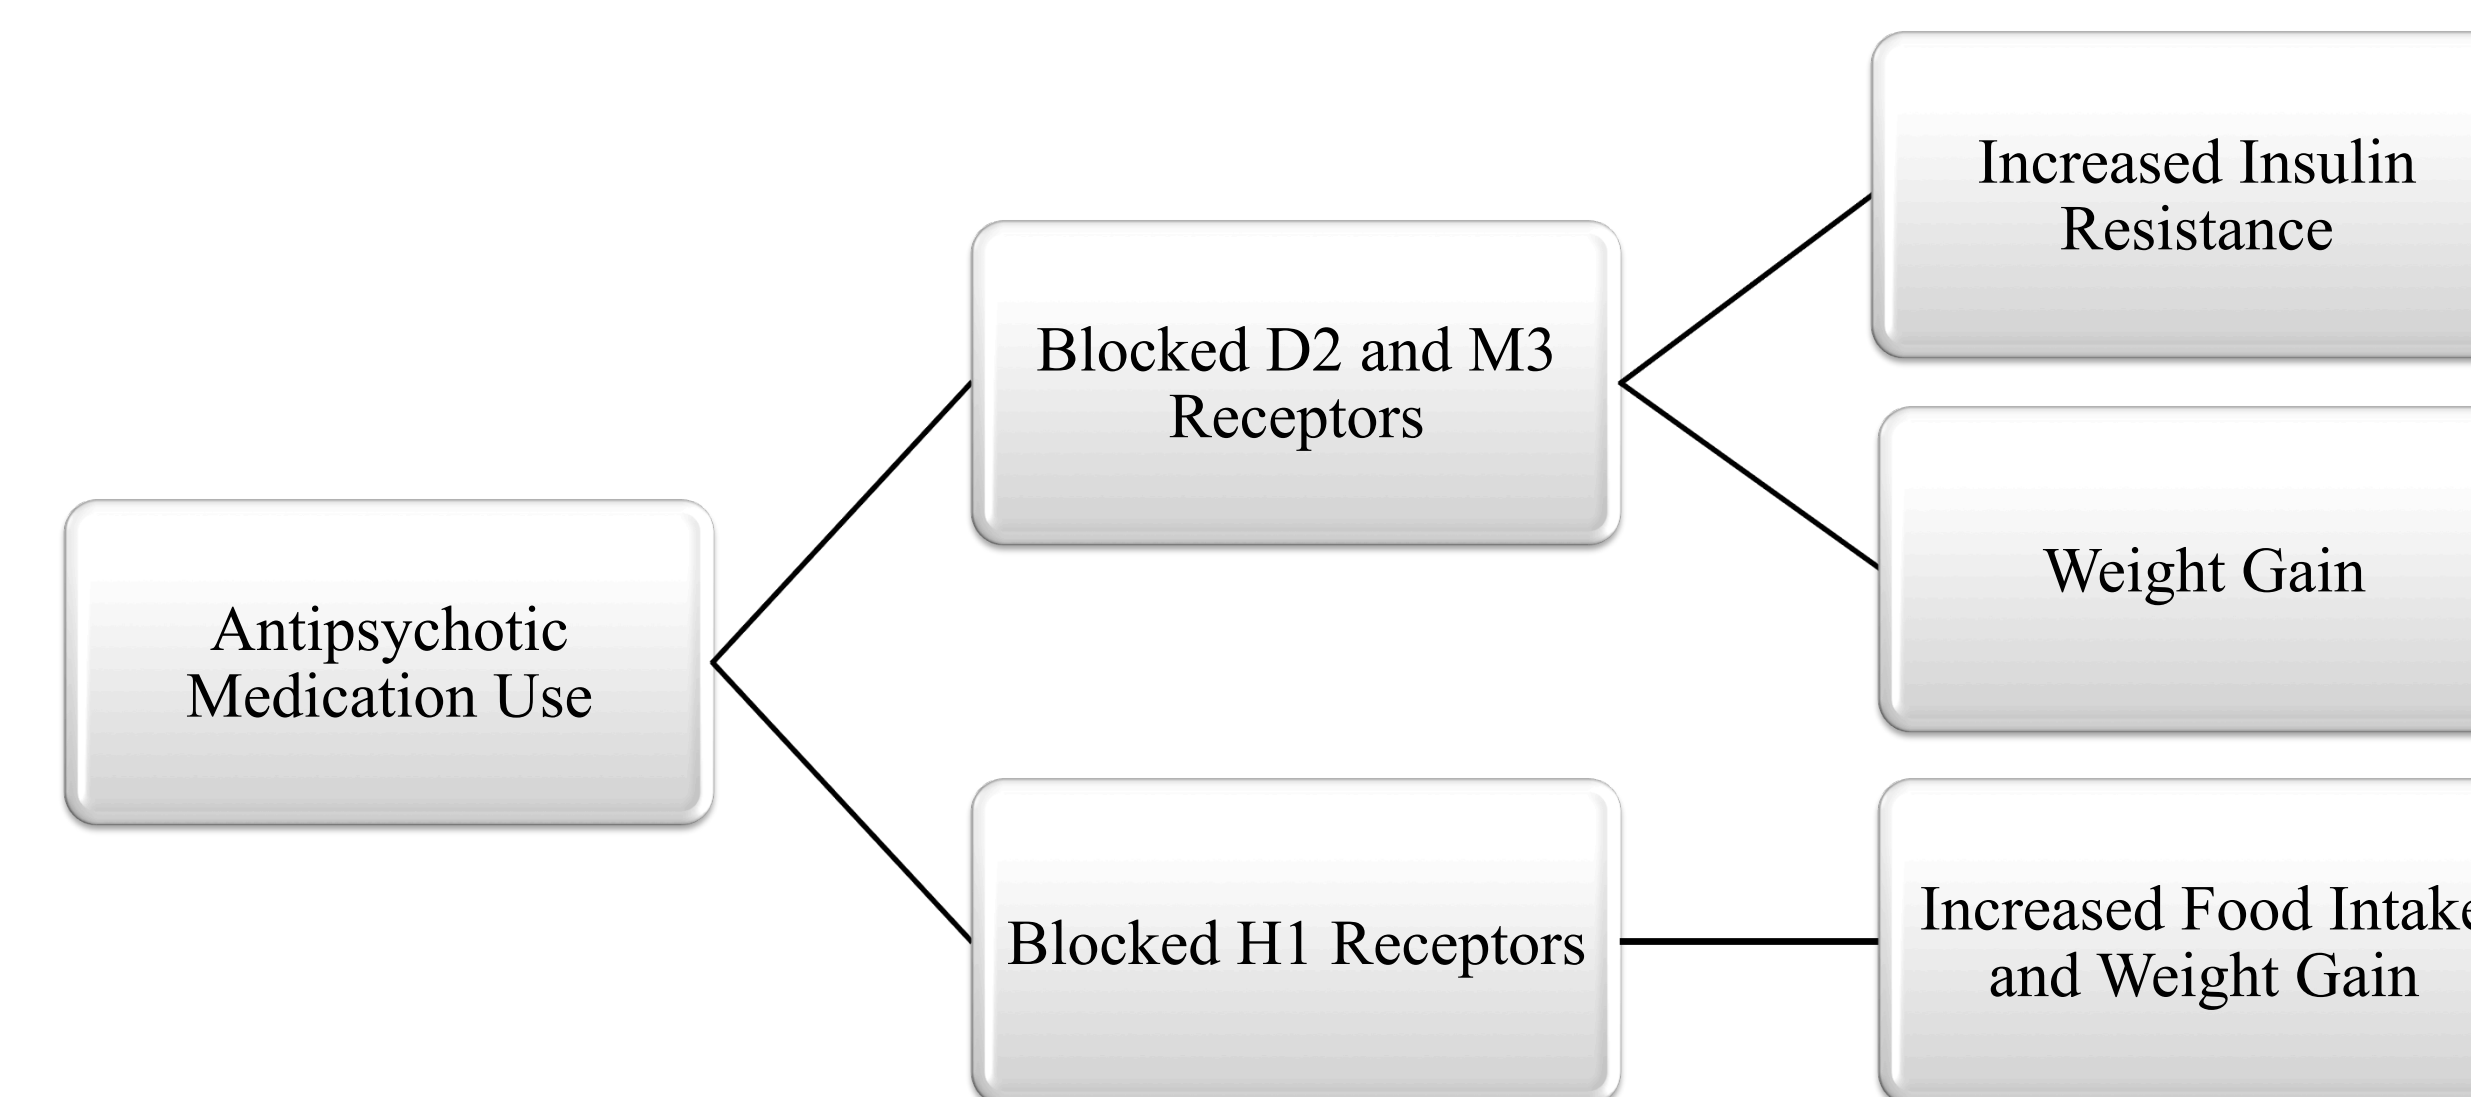 Antipsychotic
Medication Use
Blocked D2 and M3
Receptors
Increased Insulin
Resistance
Weight Gain
Blocked H1 Receptors
Increased Food Intake
and Weight Gain